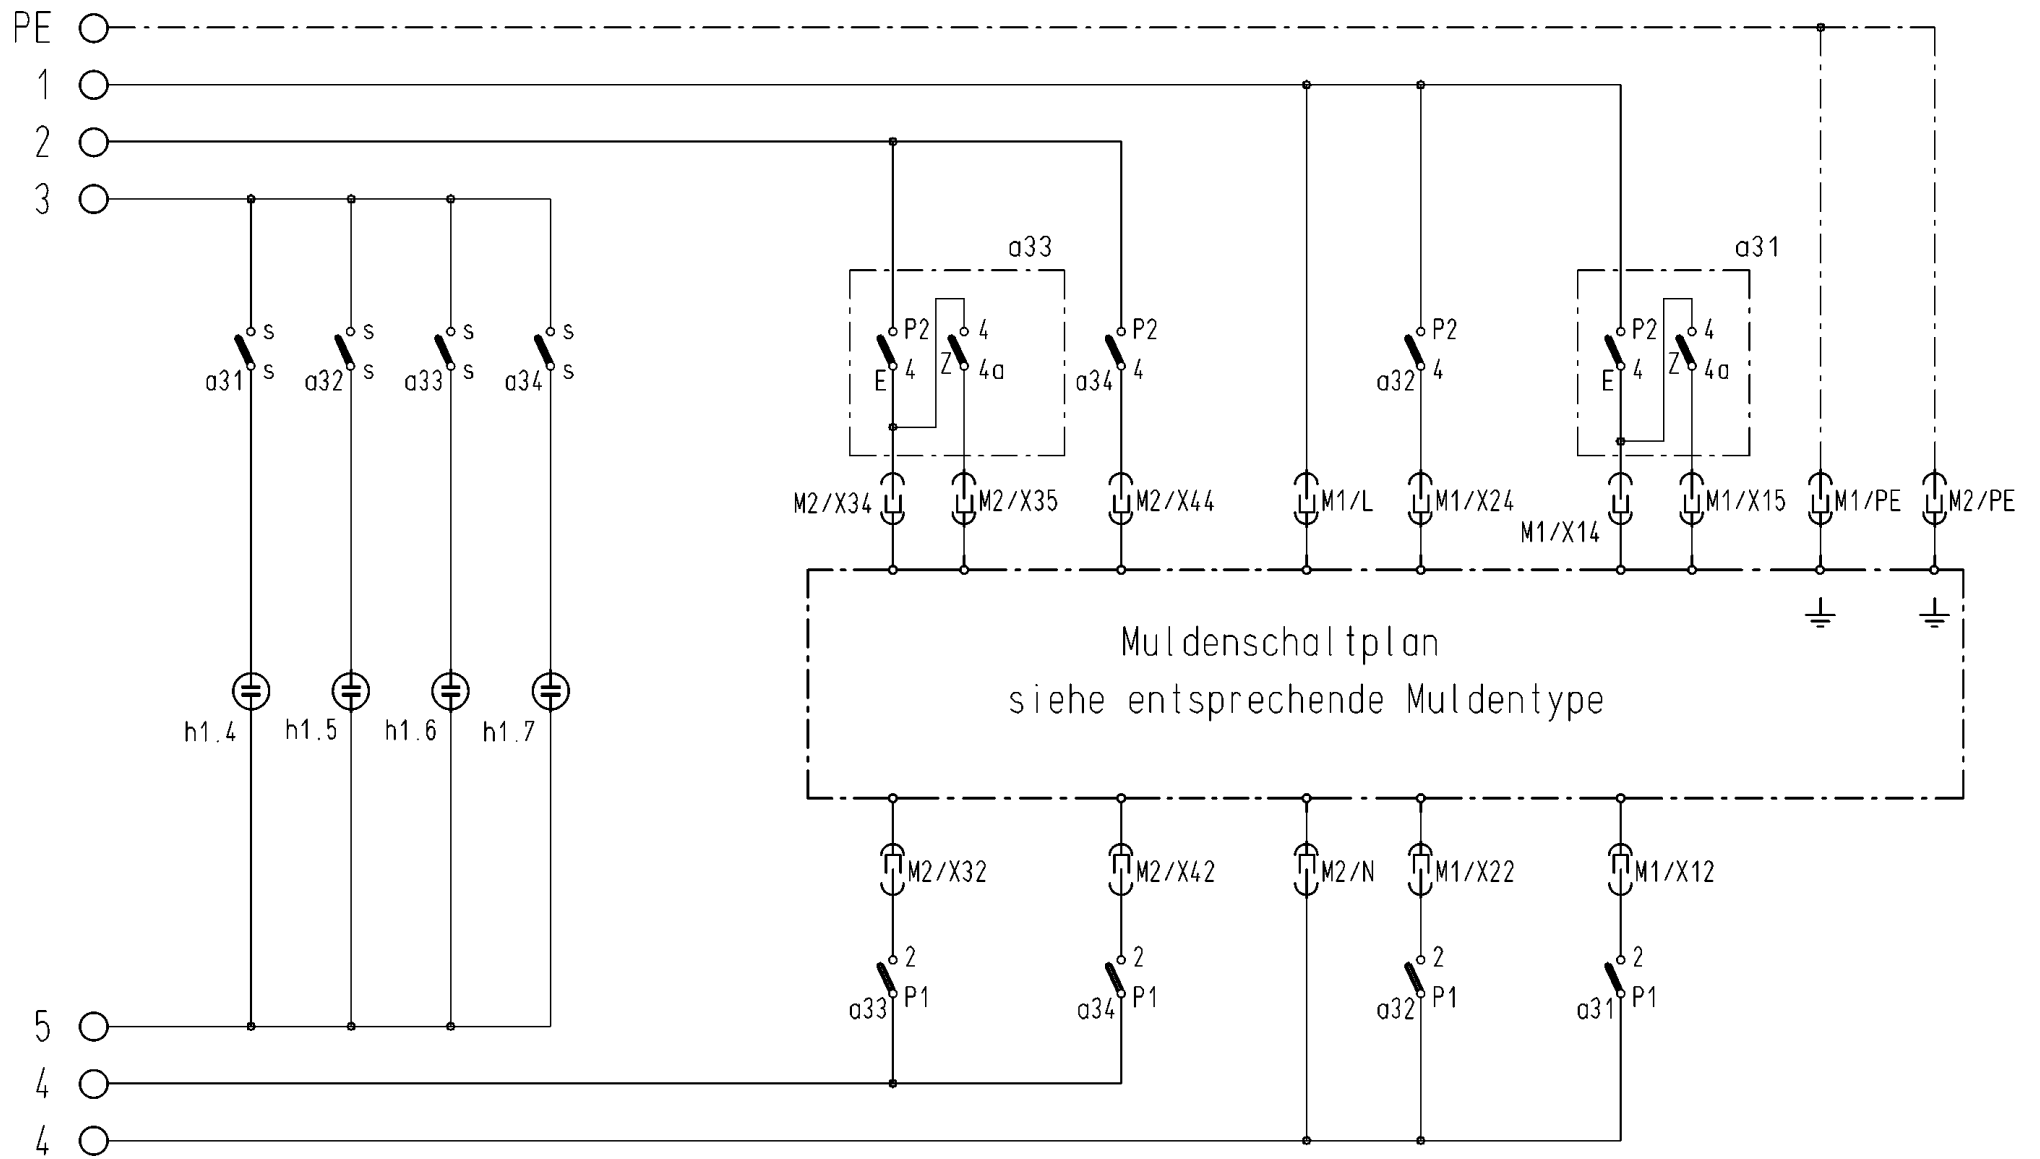 PE
1
2
3
a33
a31
s s s s
P2 4 P2 P2 P2 4
s s s s
a31 a32 a33 a34
E 4 Z 4a a34 4 a32 4 E 4 Z 4a
M2/X34 M2/X35 M2/X44 M1/L M1/X24 M1/X15 M1/PE M2/PE
M1/X14
Muldenschaltplan
siehe entsprechende Muldentype
h1.4 h1.5 h1.6 h1.7
M2/X32 M2/X42 M2/N M1/X22 M1/X12
2 2 2 2
a33 P1 a34 P1 a32 P1 a31 P1
5
4
4